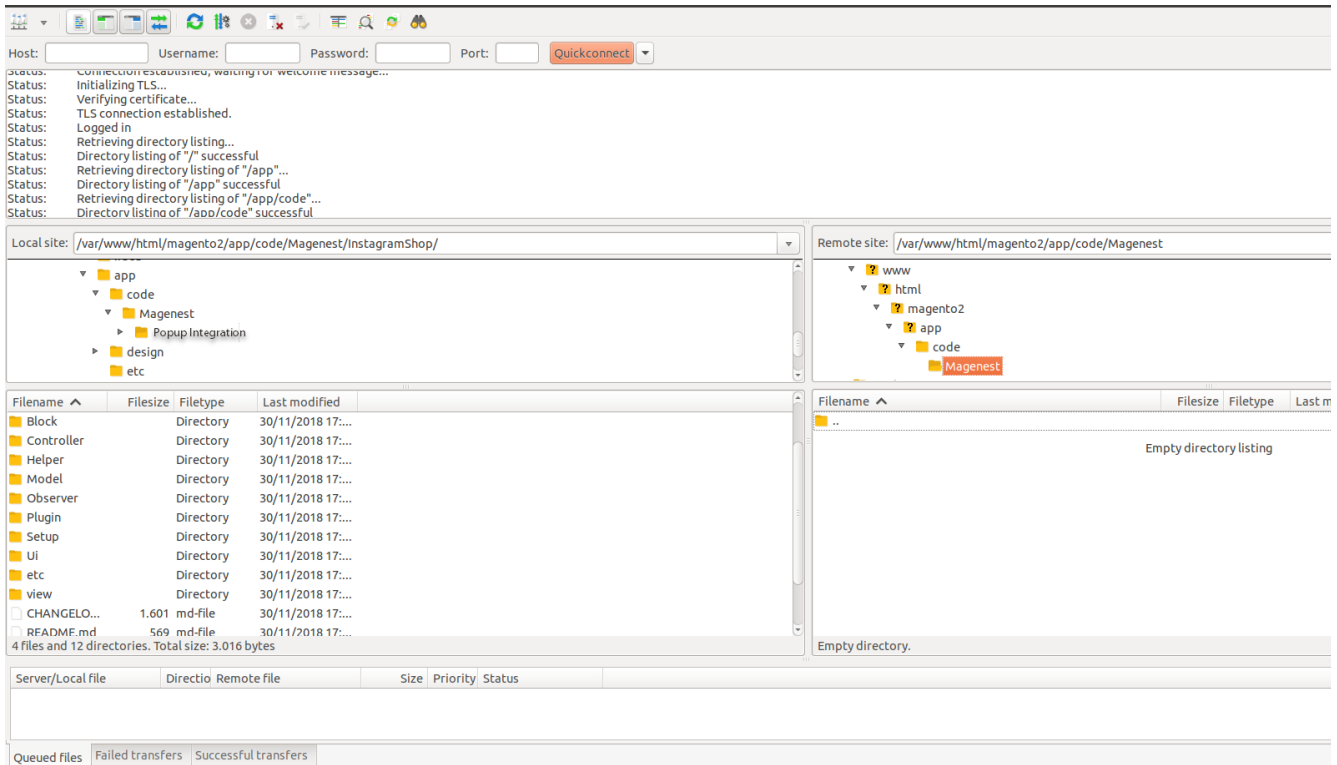 Host: Username: Password: Port: Quickconnect
Status: Connection established, waiting for welcome message...
Status: Initializing TLS...
Status: Verifying certificate...
Status: TLS connection established.
Status: Logged in
Status: Retrieving directory listing...
Status: Directory listing of "/" successful
Status: Retrieving directory listing of "/app"...
Status: Directory listing of "/app" successful
Status: Retrieving directory listing of "/app/code"...
Status: Directory listing of "/app/code" successful
Local site: /var/www/html/magento2/app/code/Magenest/InstagramShop/
app
code
Magenest
Popup Integration
design
etc
Remote site: /var/www/html/magento2/app/code/Magenest
? www
? html
? magento2
? app
code
Magenest
Filename Filesize Filetype Last modified
Block Directory 30/11/2018 17:...
Controller Directory 30/11/2018 17:...
Helper Directory 30/11/2018 17:...
Model Directory 30/11/2018 17:...
Observer Directory 30/11/2018 17:...
Plugin Directory 30/11/2018 17:...
Setup Directory 30/11/2018 17:...
Ui Directory 30/11/2018 17:...
etc Directory 30/11/2018 17:...
view Directory 30/11/2018 17:...
CHANGELO... 1.601 md-file 30/11/2018 17:...
README.md 569 md-file 30/11/2018 17:...
4 files and 12 directories. Total size: 3.016 bytes
Filename Filesize Filetype Last m
..
Empty directory listing
Empty directory.
Server/Local file Directio Remote file Size Priority Status
Queued files Failed transfers Successful transfers